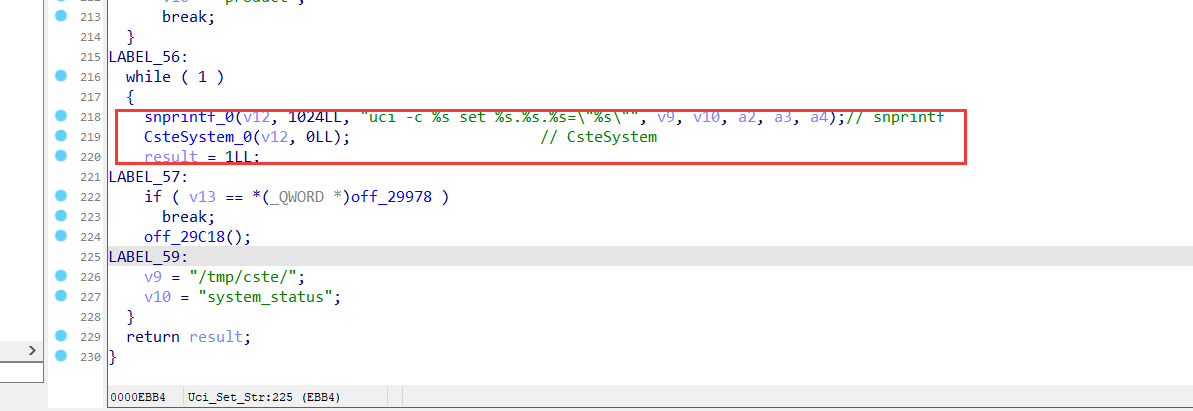 213 break;
214 }
215 LABEL_56:
216 while ( 1 )
217 {
218 snprintf_0(v12, 1024LL, "uci -c %s set %s.%s.%s=\"%s\"", v9, v10, a2, a3, a4);// snprintf
219 CsteSystem_0(v12, 0LL); // CsteSystem
220 result = 1LL;
221 LABEL_57:
222 if ( v13 == *(_QWORD *)off_29978 )
223 break;
224 off_29C18();
225 LABEL_59:
226 v9 = "/tmp/cste/";
227 v10 = "system_status";
228 }
229 return result;
230 }
0000EBB4 Uci_Set_Str:225 (EBB4)